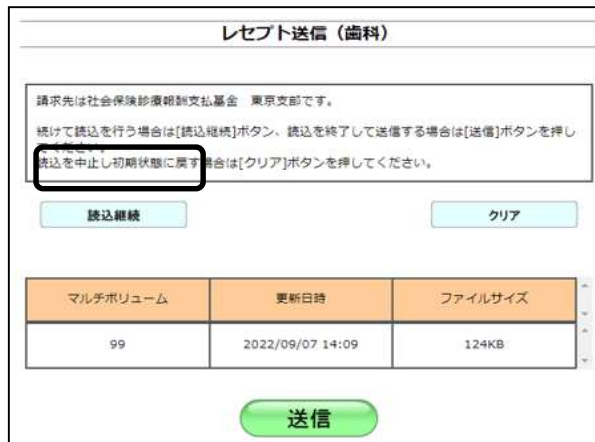 レセプト送信（歯科）
請求先は社会保険診療報酬支払基金　東京支部です。
続けて読込を行う場合は[読込継続]ボタン、読込を終了して送信する場合は[送信]ボタンを押し
てください。
読込を中止し初期状態に戻す場合は[クリア]ボタンを押してください。
読込継続
クリア
マルチボリューム
更新日時
ファイルサイズ
99
2022/09/07 14:09
124KB
送信